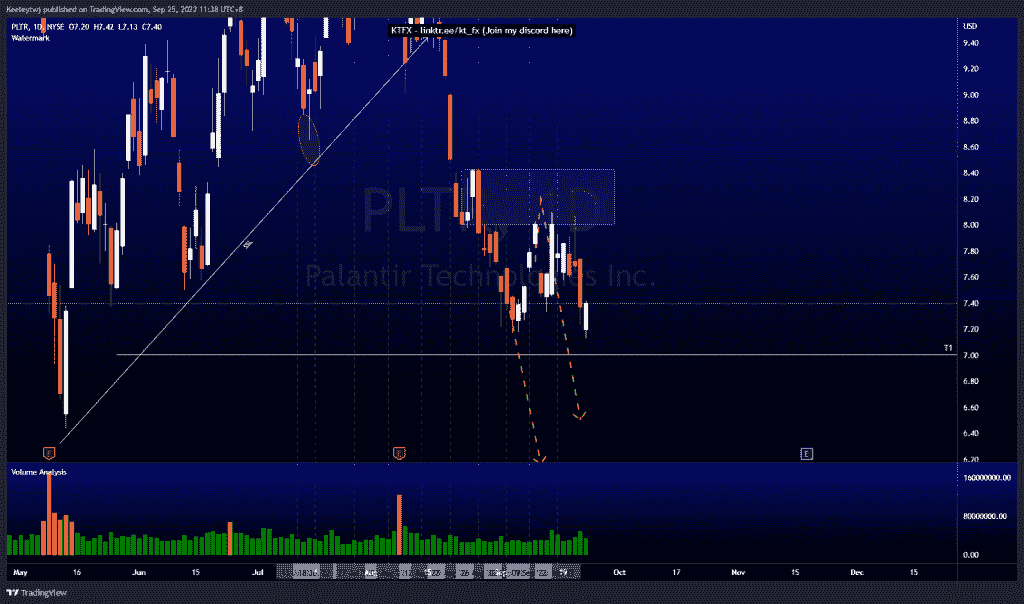 Keeteytwj published on TradingView.com, Sep 25, 2022 11:38 UTC+8
PLTR, 1D, NYSE O7.20 H7.42 L7.13 C7.40
Watermark
KTFX - linktr.ee/kt_fx (Join my discord here)
USD
9.40
9.20
9.00
8.80
8.60
8.40
8.20
8.00
7.80
7.60
7.40
7.20
7.00
6.80
6.60
6.40
6.20
Palantir Technologies Inc.
T1
E
E
E
Volume Analysis
160000000.00
80000000.00
0.00
May 16 Jun 15 Jul Oct 17 Nov 15 Dec 15
TradingView